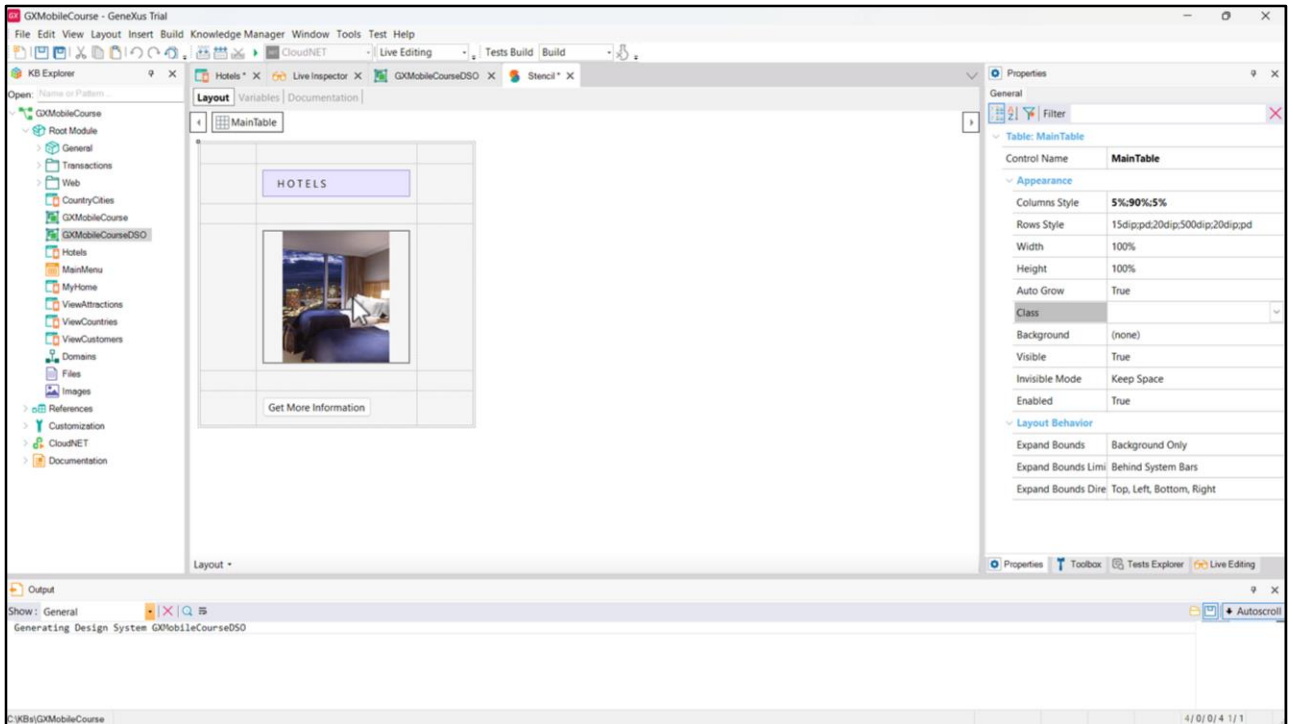 GX GXMobileCourse - GeneXus Trial
File Edit View Layout Insert Build Knowledge Manager Window Tools Test Help
CloudNET Live Editing Tests Build Build
KB Explorer
Open: Name or Pattern...
GXMobileCourse
Root Module
General
Transactions
Web
CountryCities
GXMobileCourse
GXMobileCourseDSO
Hotels
MainMenu
MyHome
ViewAttractions
ViewCountries
ViewCustomers
Domains
Files
Images
References
Customization
CloudNET
Documentation
Hotels * Live Inspector GXMobileCourseDSO Stencil *
Layout Variables Documentation
MainTable
HOTELS
Get More Information
Layout
Properties
General
Filter
Table: MainTable
Control Name MainTable
Appearance
Columns Style 5%;90%;5%
Rows Style 15dip;pd;20dip;500dip;20dip;pd
Width 100%
Height 100%
Auto Grow True
Class
Background (none)
Visible True
Invisible Mode Keep Space
Enabled True
Layout Behavior
Expand Bounds Background Only
Expand Bounds Limi Behind System Bars
Expand Bounds Dire Top, Left, Bottom, Right
Properties Toolbox Tests Explorer Live Editing
Output
Show: General Autoscroll
Generating Design System GXMobileCourseDSO
C:\KBs\GXMobileCourse 4/ 0/ 0/ 4 1/ 1